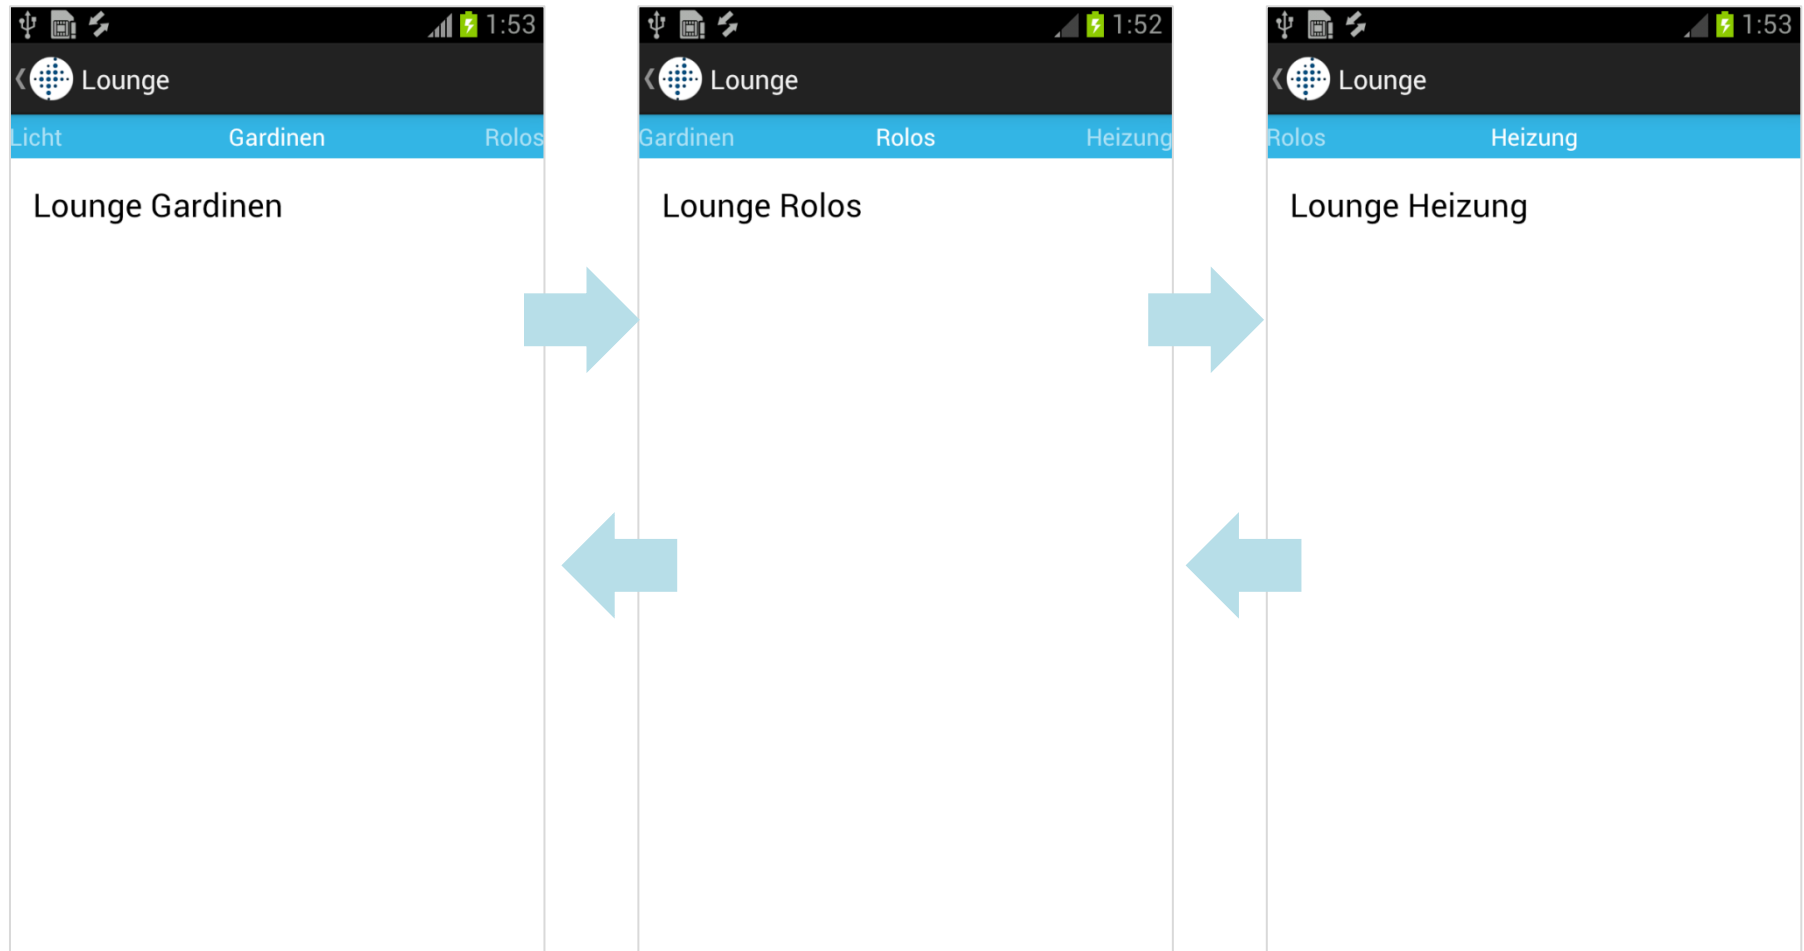 1:53
Lounge
Licht Gardinen Rolos
Lounge Gardinen
1:52
Lounge
Gardinen Rolos Heizung
Lounge Rolos
1:53
Lounge
Rolos Heizung
Lounge Heizung